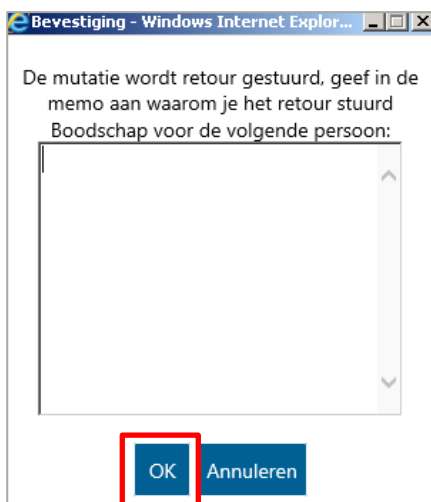 Bevestiging - Windows Internet Explor...
De mutatie wordt retour gestuurd, geef in de
memo aan waarom je het retour stuurd
Boodschap voor de volgende persoon:
OK Annuleren